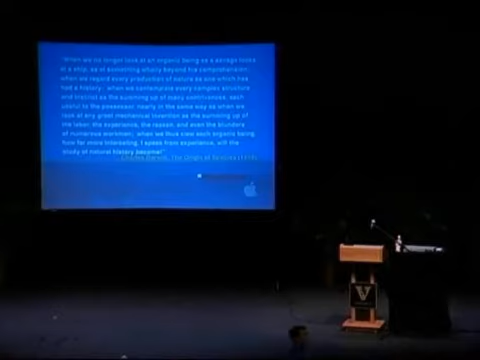 "When we no longer look at an organic being as a savage looks
at a ship, as at something wholly beyond his comprehension;
when we regard every production of nature as one which has
had a history; when we contemplate every complex structure
and instinct as the summing up of many contrivances, each
useful to the possessor, nearly in the same way as when we
look at any great mechanical invention as the summing up of
the labor, the experience, the reason, and even the blunders
of numerous workmen; when we thus view each organic being,
how far more interesting, I speak from experience, will the
study of natural history become!"
Charles Darwin, The Origin of Species
V